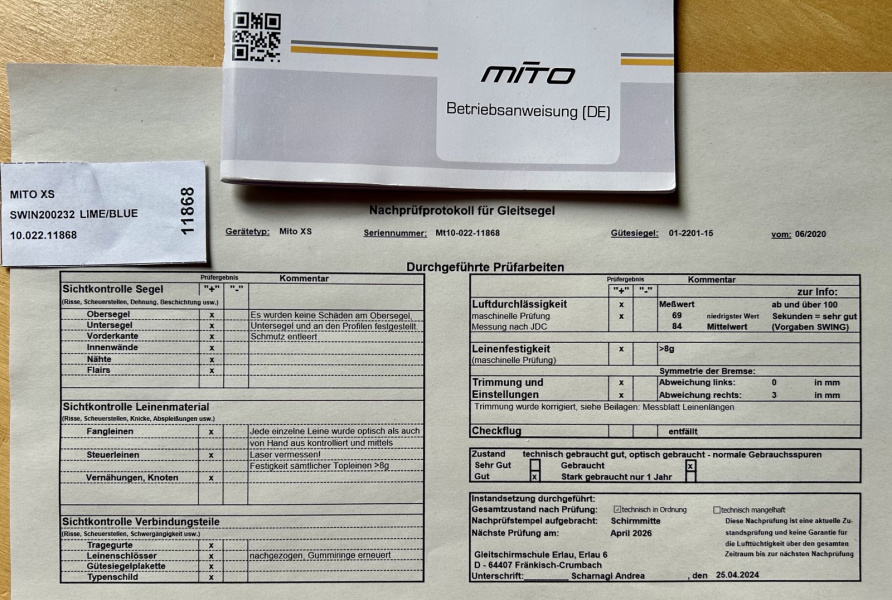 mITO
Betriebsanweisung (DE)
MITO XS
SWIN200232 LIME/BLUE
10.022.11868
11868
Nachprüfprotokoll für Gleitsegel
Gerätetyp: Mito XS Seriennummer: Mt10-022-11868 Gütesiegel: 01-2201-15 vom: 06/2020
Durchgeführte Prüfarbeiten
Prüfergebnis Kommentar
Sichtkontrolle Segel "+" "-"
(Risse, Scheuerstellen, Dehnung, Beschichtung usw.)
Obersegel x Es wurden keine Schäden am Obersegel,
Untersegel x Untersegel und an den Profilen festgestellt.
Vorderkante x Schmutz entleert
Innenwände x
Nähte x
Flairs x
Sichtkontrolle Leinenmaterial
(Risse, Scheuerstellen, Knicke, Abspleißungen usw.)
Fangleinen x Jede einzelne Leine wurde optisch als auch
von Hand aus kontrolliert und mittels
Steuerleinen x Laser vermessen!
Festigkeit sämtlicher Topleinen >8g
Vernähungen, Knoten x
Sichtkontrolle Verbindungsteile
(Risse, Scheuerstellen, Schwergängigkeit usw.)
Tragegurte x
Leinenschlösser x nachgezogen, Gummiringe erneuert
Gütesiegelplakette x
Typenschild x
Prüfergebnis Kommentar
"+" "-" zur Info:
Luftdurchlässigkeit x Meßwert ab und über 100
maschinelle Prüfung x 69 niedrigster Wert Sekunden = sehr gut
Messung nach JDC 84 Mittelwert (Vorgaben SWING)
Leinenfestigkeit x >8g
(maschinelle Prüfung)
Symmetrie der Bremse:
Trimmung und x Abweichung links: 0 in mm
Einstellungen x Abweichung rechts: 3 in mm
Trimmung wurde korrigiert, siehe Beilagen: Messblatt Leinenlängen
Checkflug entfällt
Zustand technisch gebraucht gut, optisch gebraucht - normale Gebrauchsspuren
Sehr Gut Gebraucht x
Gut x Stark gebraucht nur 1 Jahr
Instandsetzung durchgeführt:
Gesamtzustand nach Prüfung: ☑technisch in Ordnung ☐technisch mangelhaft
Nachprüfstempel aufgebracht: Schirmmitte Diese Nachprüfung ist eine aktuelle Zu-
Nächste Prüfung am: April 2026 standsprüfung und keine Garantie für
die Lufttüchtigkeit über den gesamten
Gleitschirmschule Erlau, Erlau 6 Zeitraum bis zur nächsten Nachprüfung
D - 64407 Fränkisch-Crumbach
Unterschrift: Scharnagl Andrea , den 25.04.2024